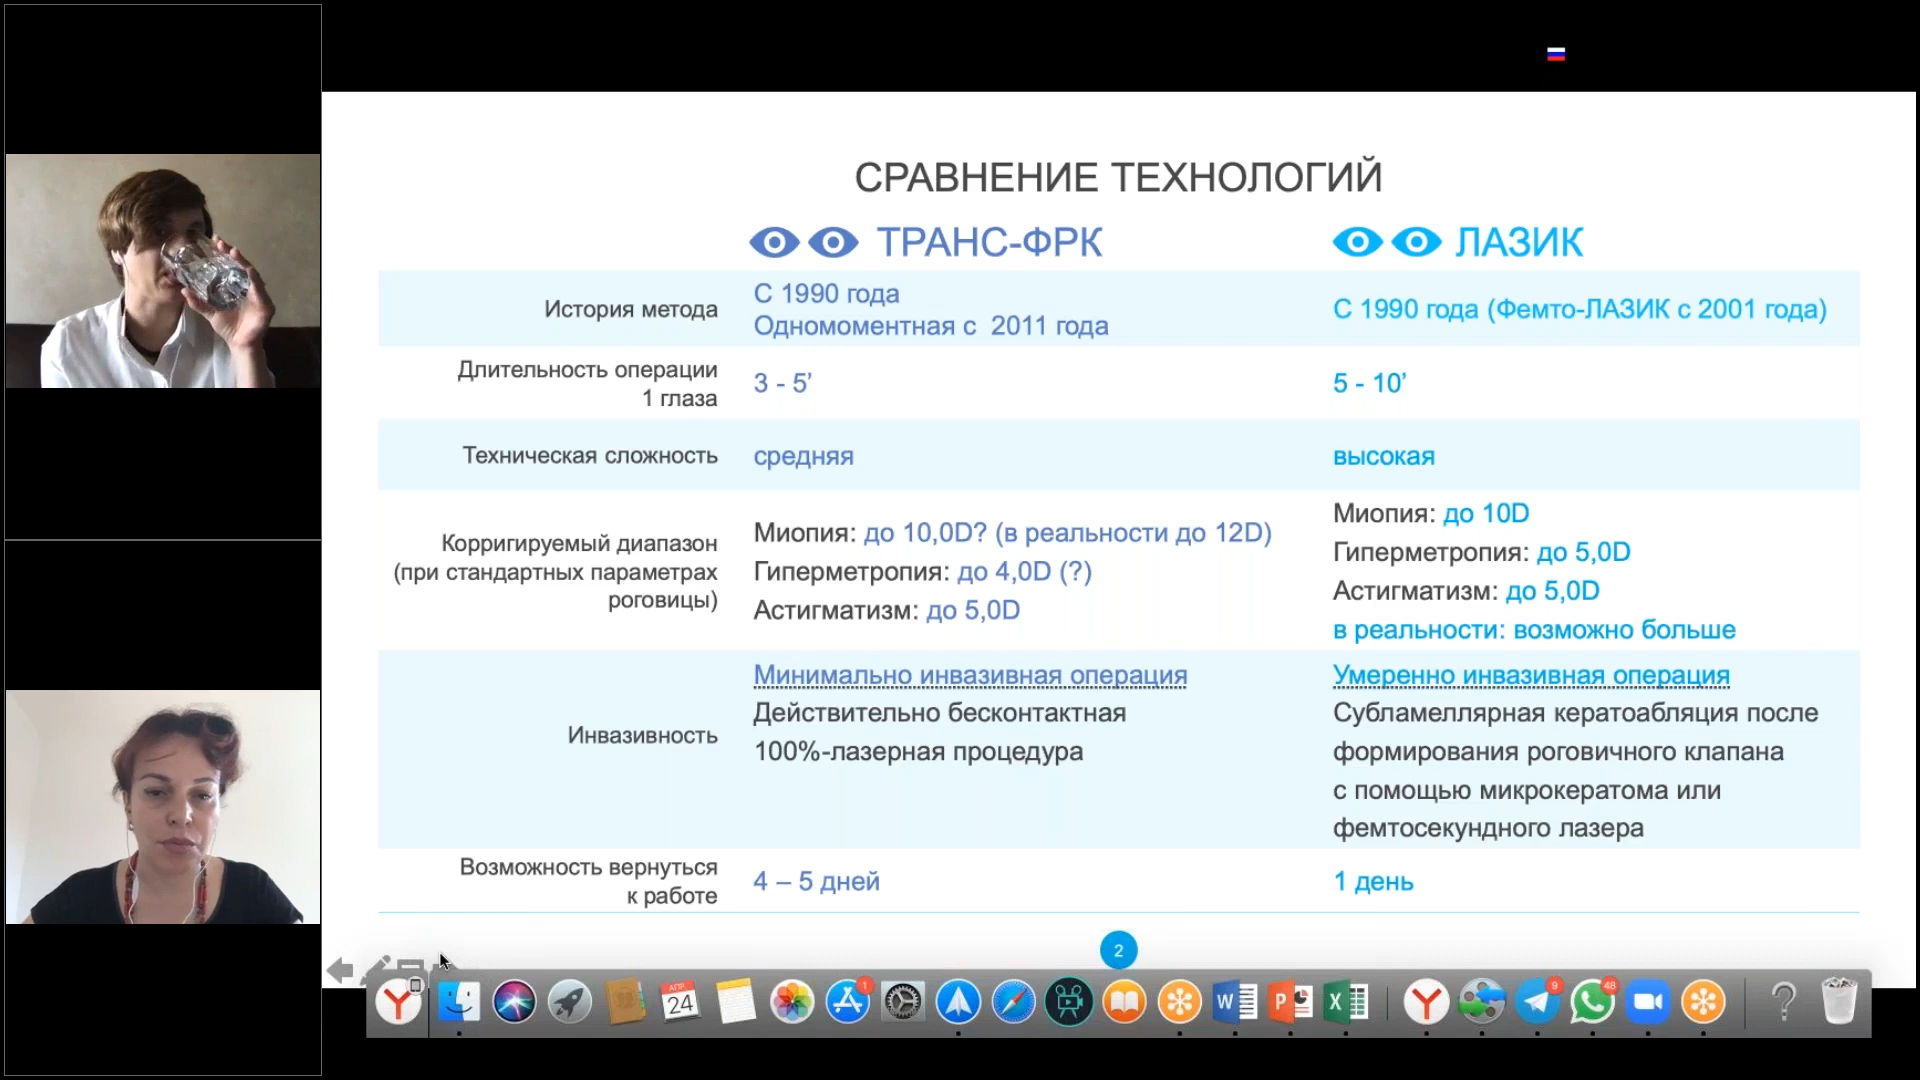 СРАВНЕНИЕ ТЕХНОЛОГИЙ
ТРАНС-ФРК
ЛАЗИК
История метода
С 1990 года
Одномоментная с 2011 года
С 1990 года (Фемто-ЛАЗИК с 2001 года)
Длительность операции
1 глаза
3 - 5’
5 - 10’
Техническая сложность
средняя
высокая
Корригируемый диапазон
(при стандартных параметрах
роговицы)
Миопия: до 10,0D? (в реальности до 12D)
Гиперметропия: до 4,0D (?)
Астигматизм: до 5,0D
Миопия: до 10D
Гиперметропия: до 5,0D
Астигматизм: до 5,0D
в реальности: возможно больше
Инвазивность
Минимально инвазивная операция
Действительно бесконтактная
100%-лазерная процедура
Умеренно инвазивная операция
Субламеллярная кератоабляция после
формирования роговичного клапана
с помощью микрокератома или
фемтосекундного лазера
Возможность вернуться
к работе
4 – 5 дней
1 день
2
АПР
24
1
W
P
X
9
48
?